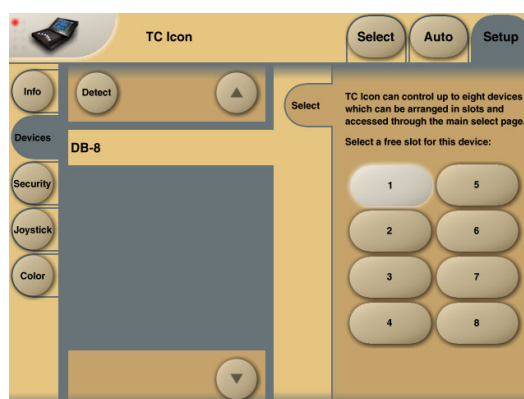 TC Icon
Select
Auto
Setup
Info
Devices
Security
Joystick
Color
Detect
DB-8
Select
TC Icon can control up to eight devices
which can be arranged in slots and
accessed through the main select page.
Select a free slot for this device:
1
5
2
6
3
7
4
8